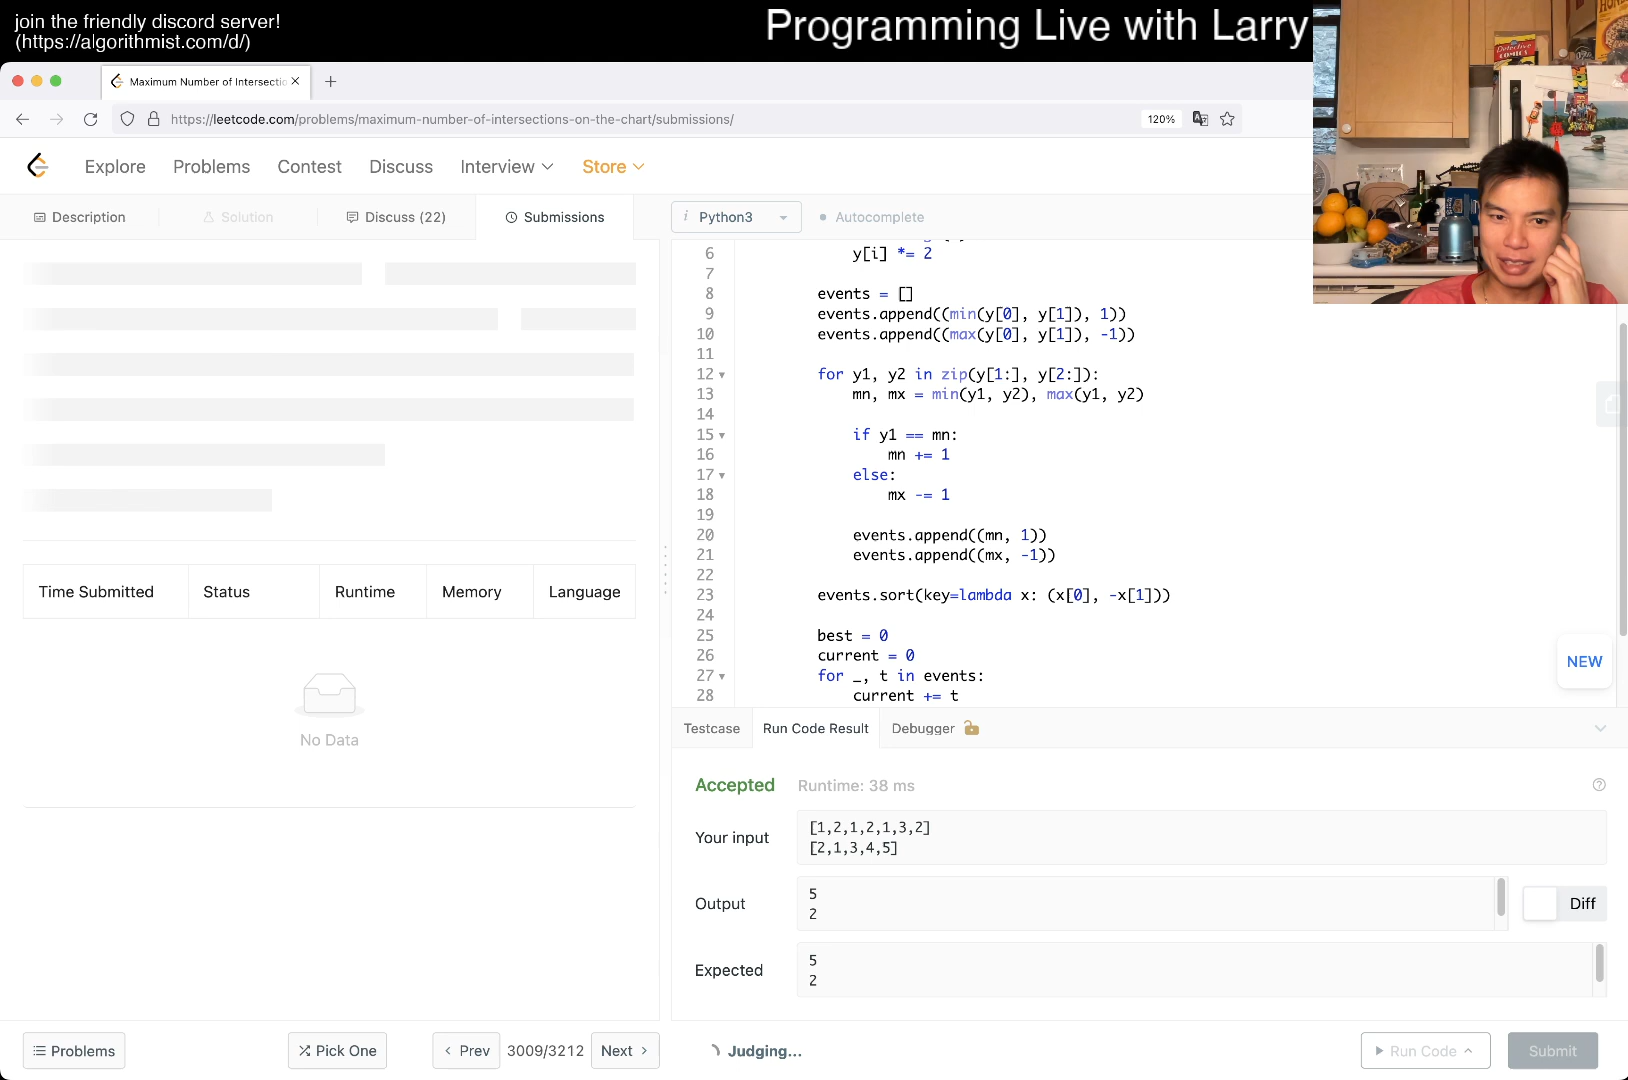 join the friendly discord server!
(https://algorithmist.com/d/)
Programming Live with Larry
Maximum Number of Intersectio
https://leetcode.com/problems/maximum-number-of-intersections-on-the-chart/submissions/
120%
Explore
Problems
Contest
Discuss
Interview
Store
Description
Solution
Discuss (22)
Submissions
i Python3
Autocomplete
6 y[i] *= 2
7
8 events = []
9 events.append((min(y[0], y[1]), 1))
10 events.append((max(y[0], y[1]), -1))
11
12 for y1, y2 in zip(y[1:], y[2:]):
13 mn, mx = min(y1, y2), max(y1, y2)
14
15 if y1 == mn:
16 mn += 1
17 else:
18 mx -= 1
19
20 events.append((mn, 1))
21 events.append((mx, -1))
22
23 events.sort(key=lambda x: (x[0], -x[1]))
24
25 best = 0
26 current = 0
27 for _, t in events:
28 current += t
NEW
Time Submitted
Status
Runtime
Memory
Language
No Data
Testcase
Run Code Result
Debugger
Accepted
Runtime: 38 ms
Your input
[1,2,1,2,1,3,2]
[2,1,3,4,5]
Output
5
2
Diff
Expected
5
2
Problems
Pick One
Prev
3009/3212
Next
Judging...
Run Code
Submit
Detective
COMICS